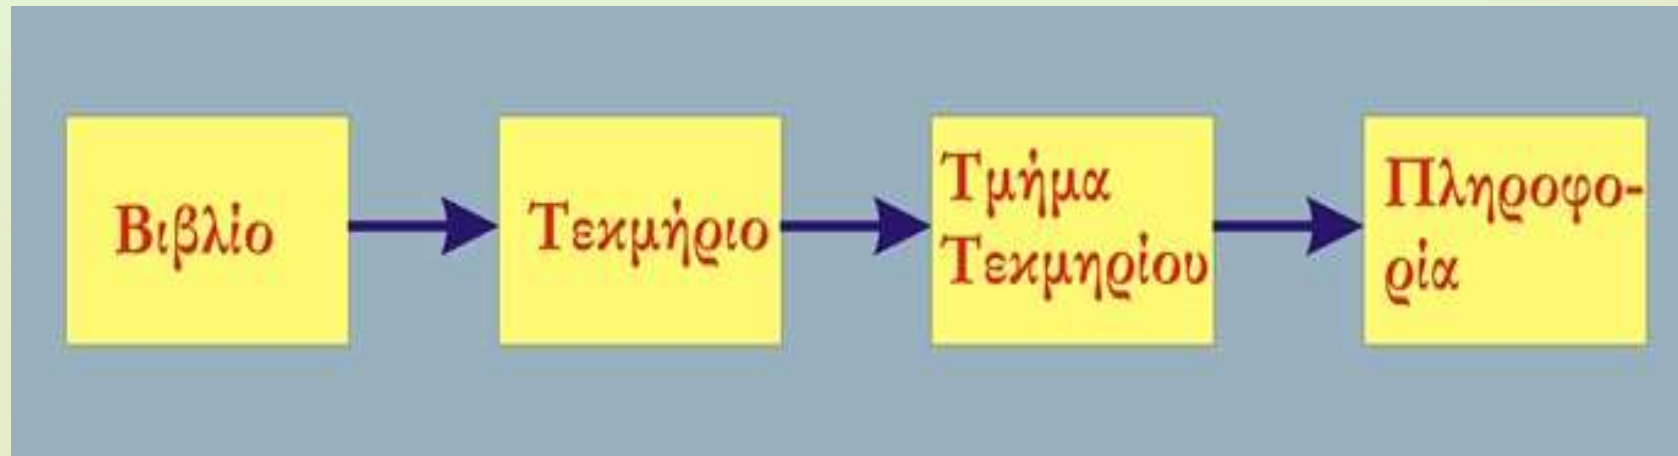 Βιβλίο
Τεκμήριο
Τμήμα
Τεκμηρίου
Πληροφο-
ρία